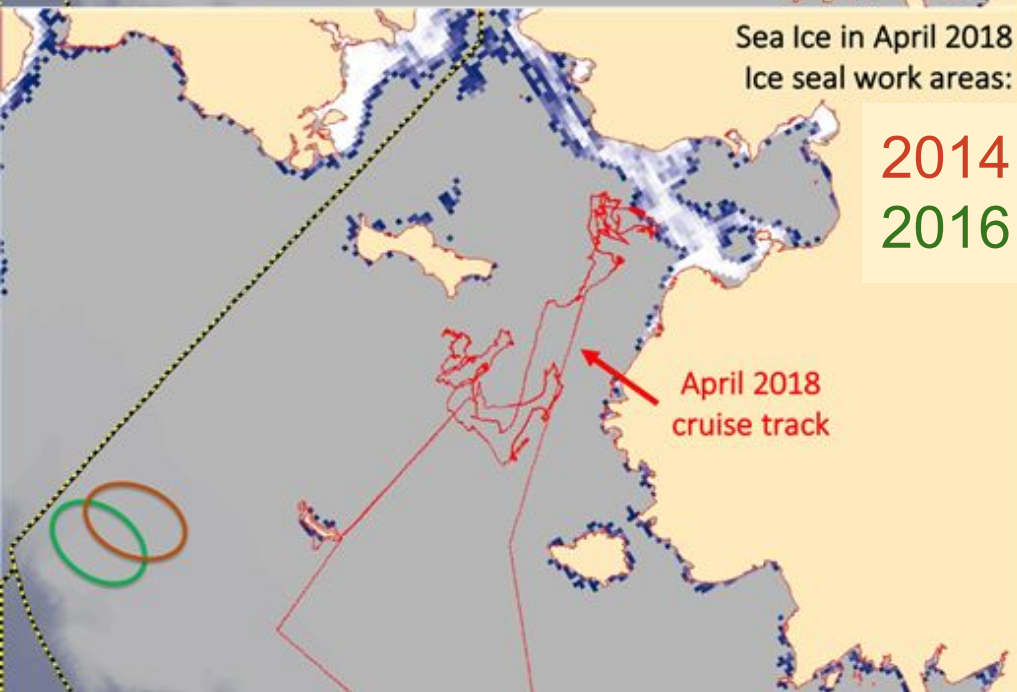 Sea Ice in April 2018
Ice seal work areas:
2014
2016
April 2018
cruise track